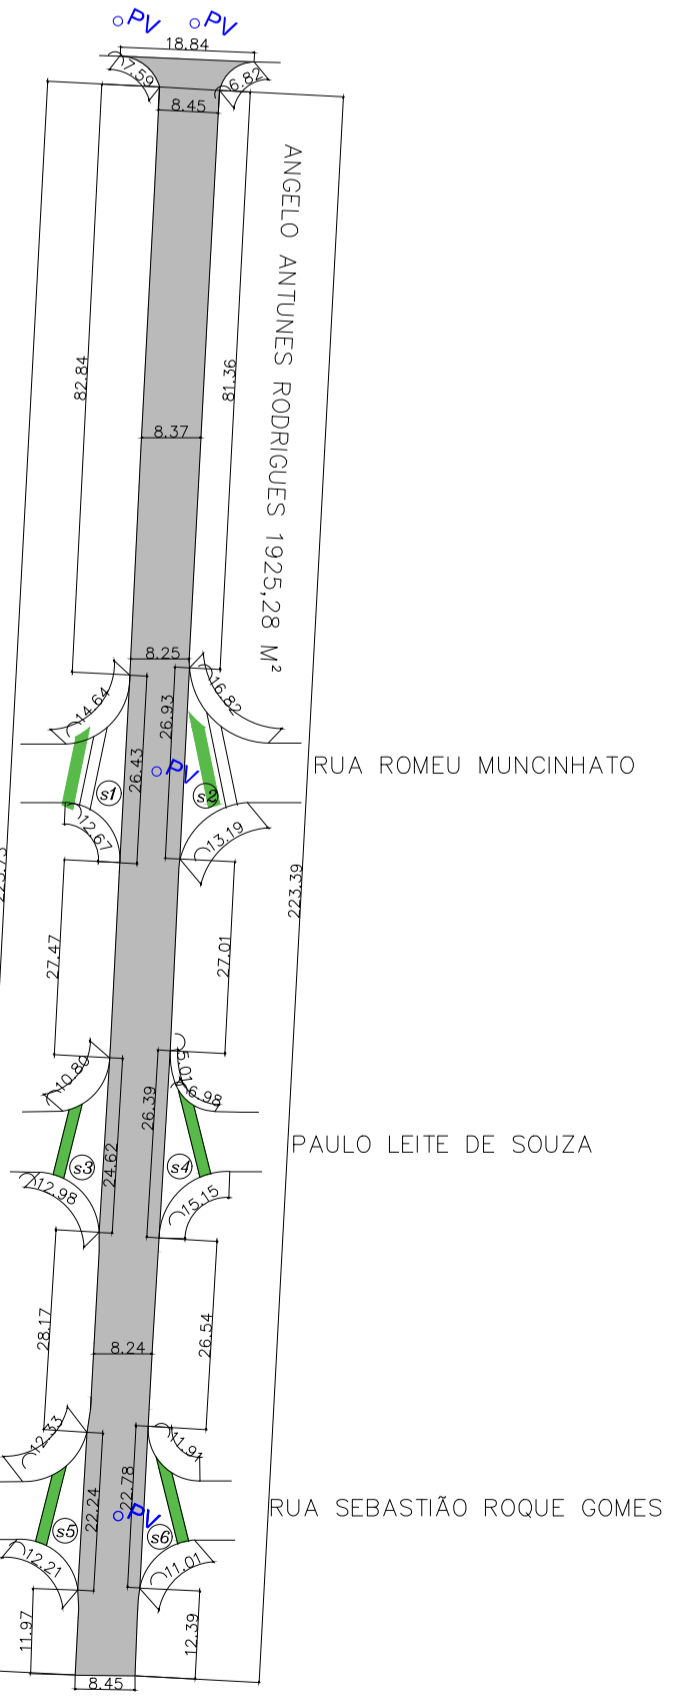 PV PV
18.84
7.59 6.82
8.45
ANGELO ANTUNES RODRIGUES 1925,28 M²
82.84 81.36
8.37
8.25
14.64 16.82
26.93
26.43
PV
RUA ROMEU MUNCINHATO
s1 s2
12.67 13.19
223.39
27.47 27.01
10.80 5.01 6.98
26.39
24.62
PAULO LEITE DE SOUZA
s3 s4
12.98 15.15
28.17 26.54
8.24
12.33 11.91
22.78
22.24
PV
RUA SEBASTIÃO ROQUE GOMES
s5 s6
12.21 11.01
11.97 12.39
8.45